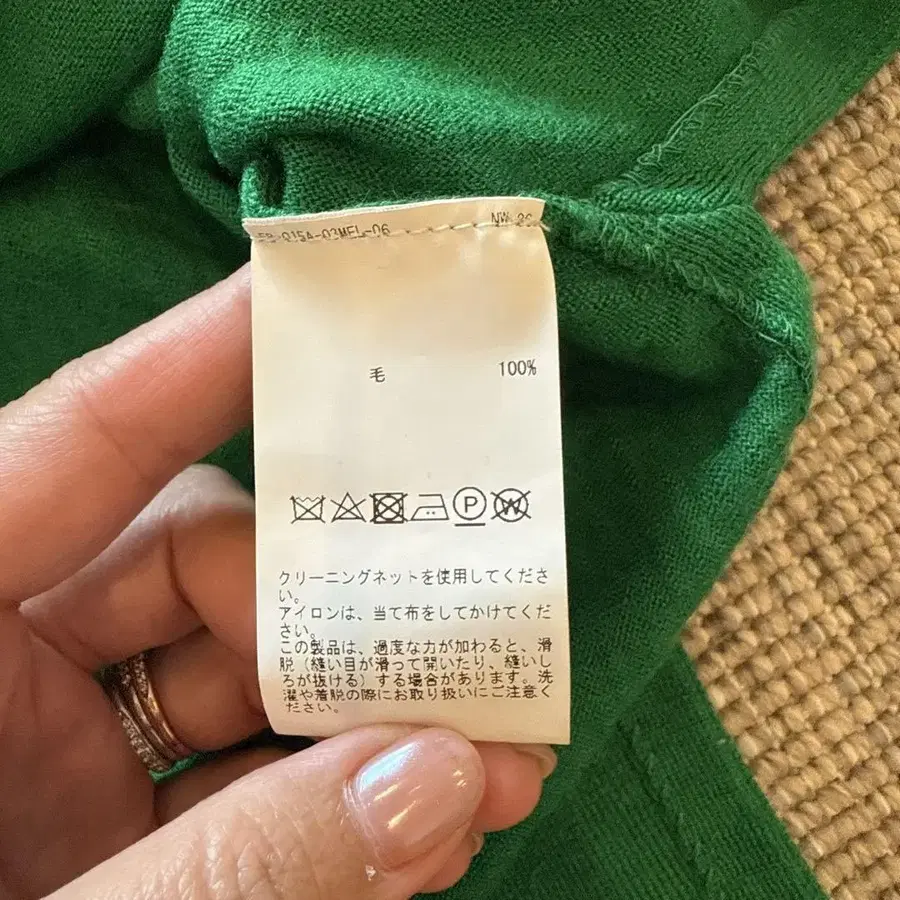 015A-03MEL-06
毛 100%
P W
クリーニングネットを使用してくださ
い。
アイロンは、当て布をしてかけてくだ
さい。
この製品は、過度な力が加わると、滑
脱（縫い目が滑って開いたり、縫いし
ろが抜ける）する場合があります。洗
濯や着脱の際にお取り扱いにご注意く
ださい。